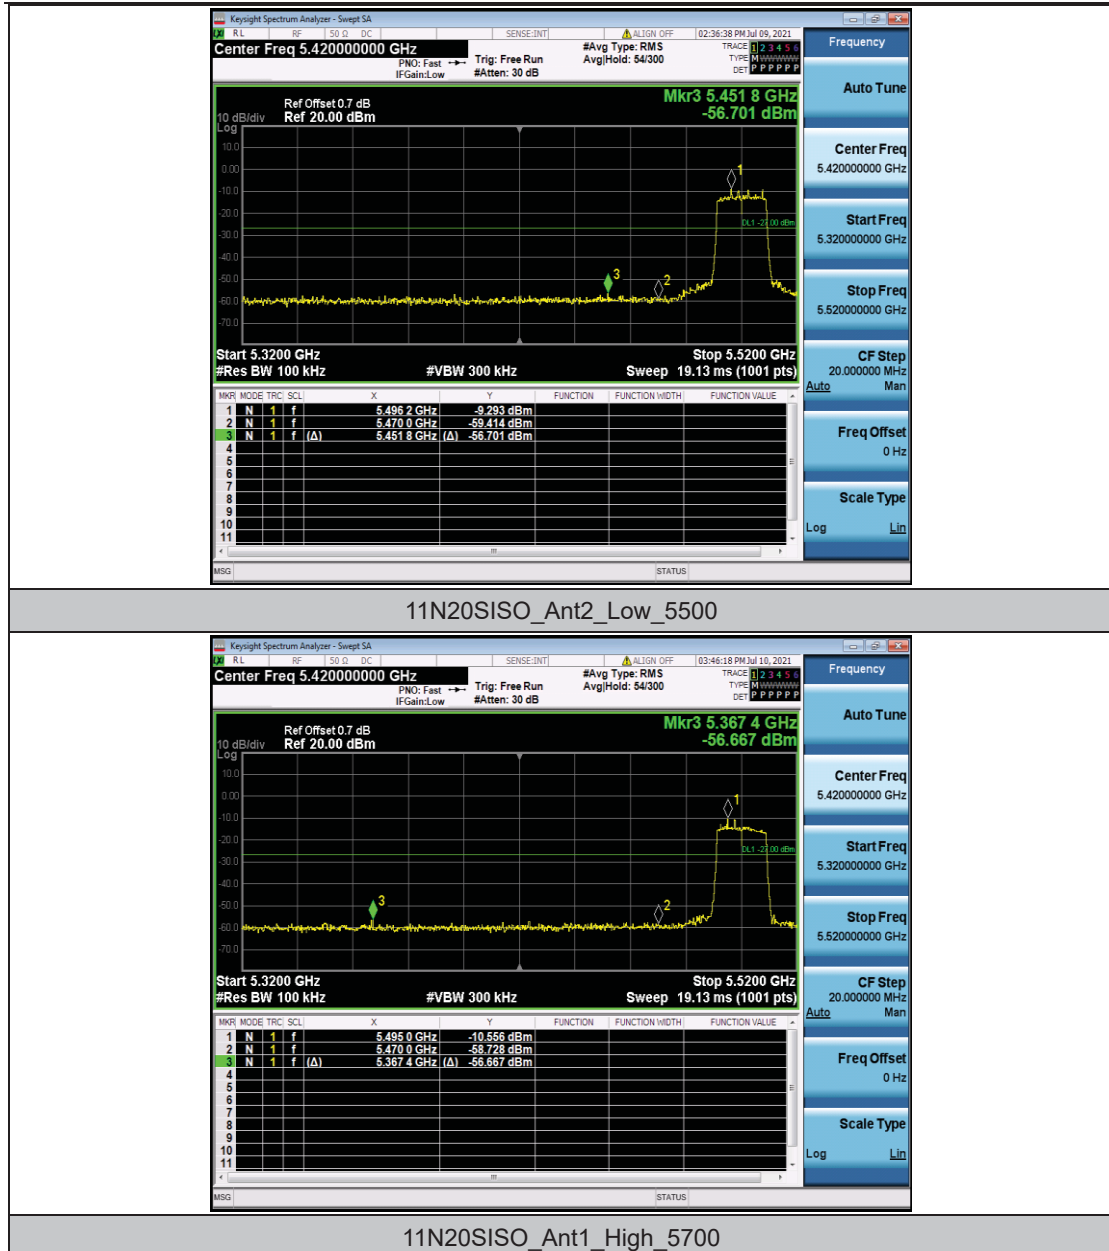 Keysight Spectrum Analyzer - Swept SA
LXI RL RF 50 Ω DC SENSE:INT ALIGN OFF 02:36:38 PM Jul 09, 2021
Center Freq 5.420000000 GHz
PNO: Fast
IFGain:Low
Trig: Free Run
#Atten: 30 dB
#Avg Type: RMS
Avg|Hold: 54/300
TRACE 1 2 3 4 5 6
TYPE M W W W W W
DET P P P P P P
Mkr3 5.451 8 GHz
-56.701 dBm
Ref Offset 0.7 dB
10 dB/div Ref 20.00 dBm
Log
10.0
0.00
-10.0
-20.0
-30.0
-40.0
-50.0
-60.0
-70.0
1
DL1 -27.00 dBm
3
2
Start 5.3200 GHz Stop 5.5200 GHz
#Res BW 100 kHz #VBW 300 kHz Sweep 19.13 ms (1001 pts)
MKR MODE TRC SCL X Y FUNCTION FUNCTION WIDTH FUNCTION VALUE
1 N 1 f 5.496 2 GHz -9.293 dBm
2 N 1 f 5.470 0 GHz -59.414 dBm
3 N 1 f (Δ) 5.451 8 GHz (Δ) -56.701 dBm
4
5
6
7
8
9
10
11
MSG STATUS
Frequency
Auto Tune
Center Freq
5.420000000 GHz
Start Freq
5.320000000 GHz
Stop Freq
5.520000000 GHz
CF Step
20.000000 MHz
Auto Man
Freq Offset
0 Hz
Scale Type
Log Lin
11N20SISO_Ant2_Low_5500
Keysight Spectrum Analyzer - Swept SA
LXI RL RF 50 Ω DC SENSE:INT ALIGN OFF 03:46:18 PM Jul 10, 2021
Center Freq 5.420000000 GHz
PNO: Fast
IFGain:Low
Trig: Free Run
#Atten: 30 dB
#Avg Type: RMS
Avg|Hold: 54/300
TRACE 1 2 3 4 5 6
TYPE M W W W W W
DET P P P P P P
Mkr3 5.367 4 GHz
-56.667 dBm
Ref Offset 0.7 dB
10 dB/div Ref 20.00 dBm
Log
10.0
0.00
-10.0
-20.0
-30.0
-40.0
-50.0
-60.0
-70.0
1
DL1 -27.00 dBm
3
2
Start 5.3200 GHz Stop 5.5200 GHz
#Res BW 100 kHz #VBW 300 kHz Sweep 19.13 ms (1001 pts)
MKR MODE TRC SCL X Y FUNCTION FUNCTION WIDTH FUNCTION VALUE
1 N 1 f 5.495 0 GHz -10.556 dBm
2 N 1 f 5.470 0 GHz -58.728 dBm
3 N 1 f (Δ) 5.367 4 GHz (Δ) -56.667 dBm
4
5
6
7
8
9
10
11
MSG STATUS
Frequency
Auto Tune
Center Freq
5.420000000 GHz
Start Freq
5.320000000 GHz
Stop Freq
5.520000000 GHz
CF Step
20.000000 MHz
Auto Man
Freq Offset
0 Hz
Scale Type
Log Lin
11N20SISO_Ant1_High_5700